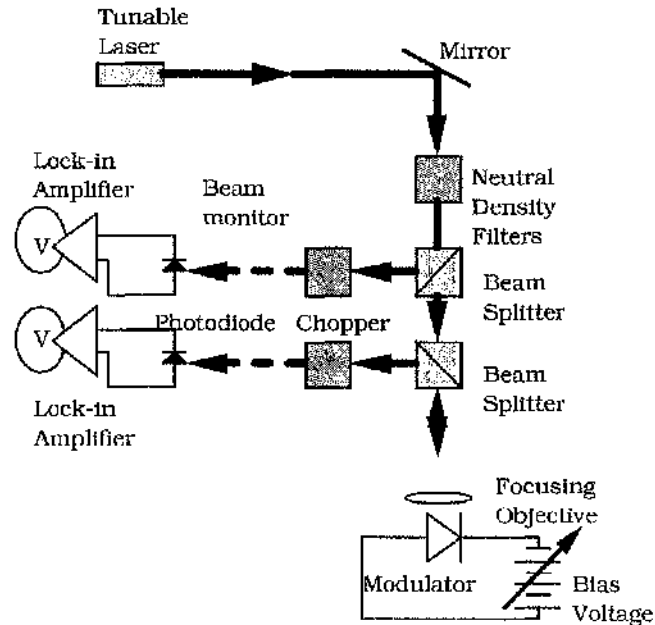 Tunable
Laser
Mirror
Lock-in
Amplifier
Beam
monitor
Neutral
Density
Filters
V
Beam
Splitter
Photodiode
Chopper
V
Beam
Splitter
Lock-in
Amplifier
Focusing
Objective
Modulator
Bias
Voltage